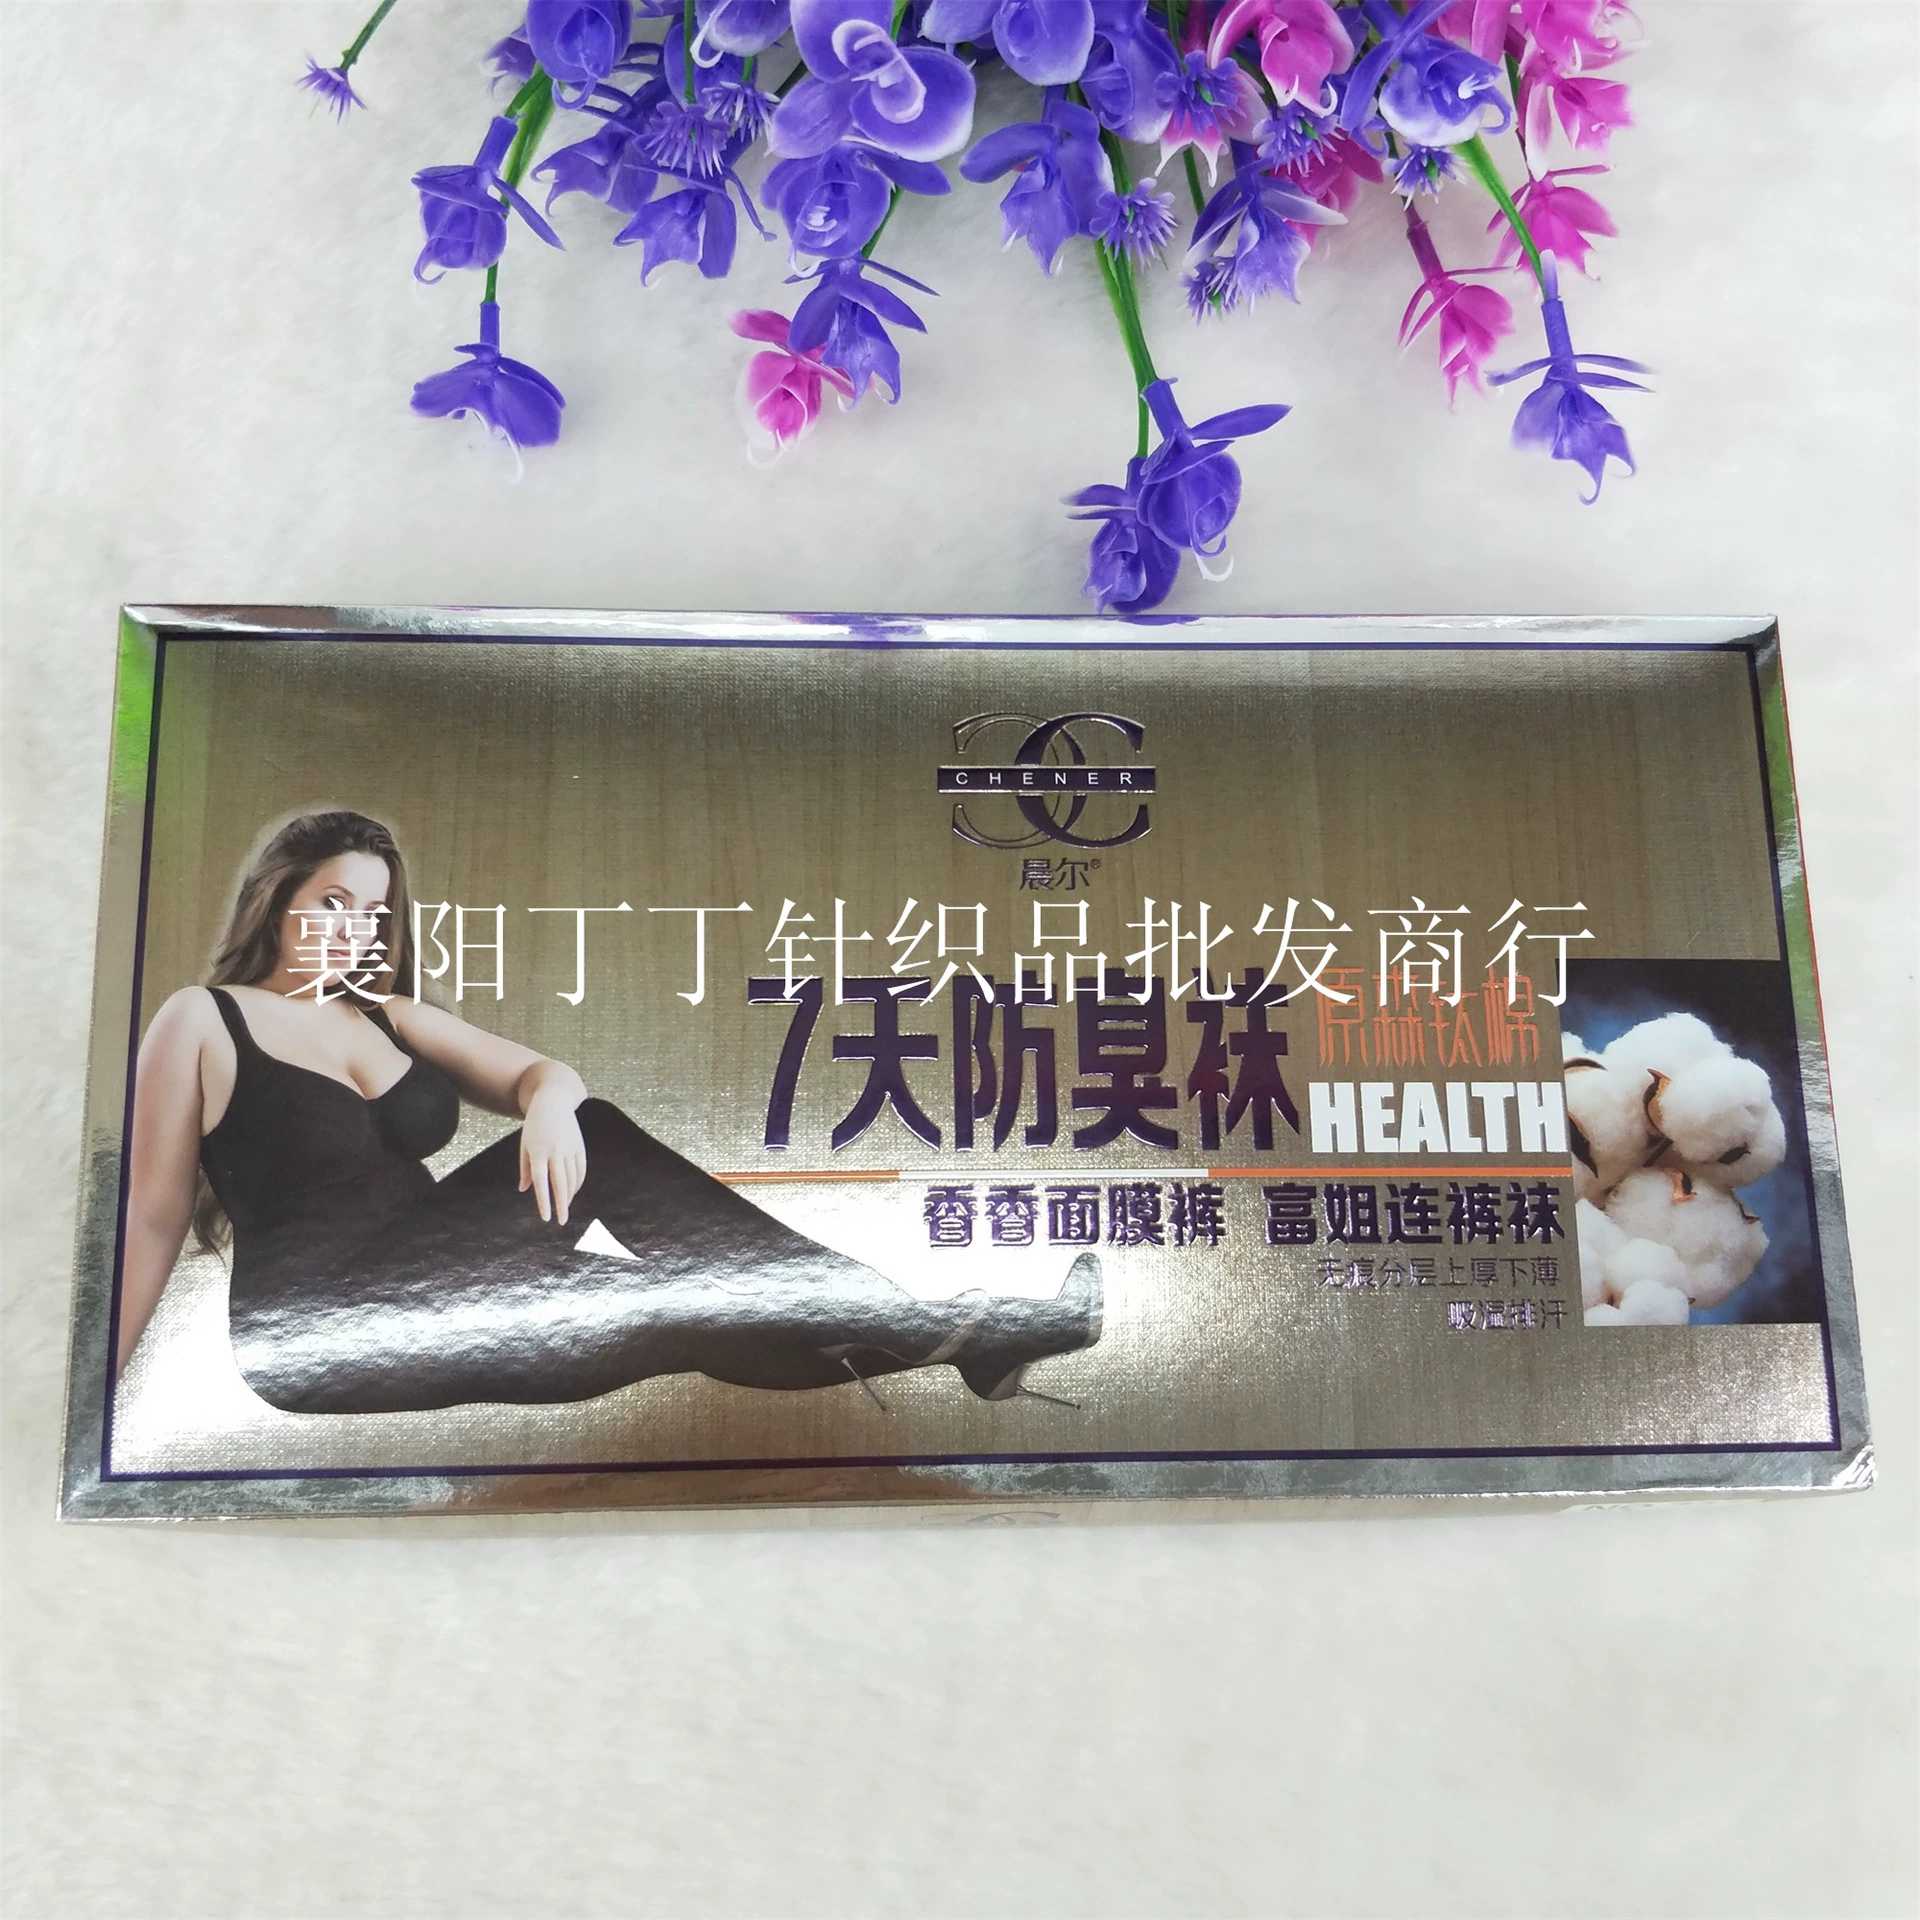 CHENER
晨尔®
襄阳丁丁针织品批发商行
7天防臭袜
原森钛棉
HEALTH
香香面膜裤 富姐连裤袜
无痕分层上厚下薄
吸湿排汗